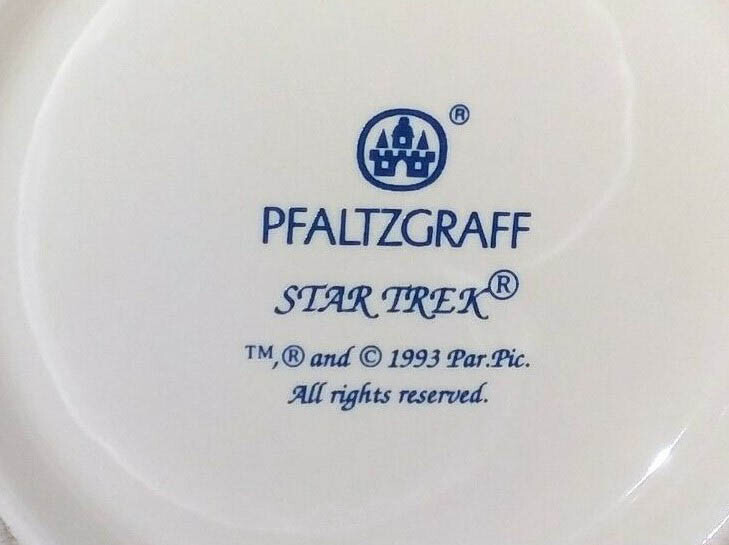 ®
PFALTZGRAFF
STAR TREK®
™,® and © 1993 Par.Pic.
All rights reserved.